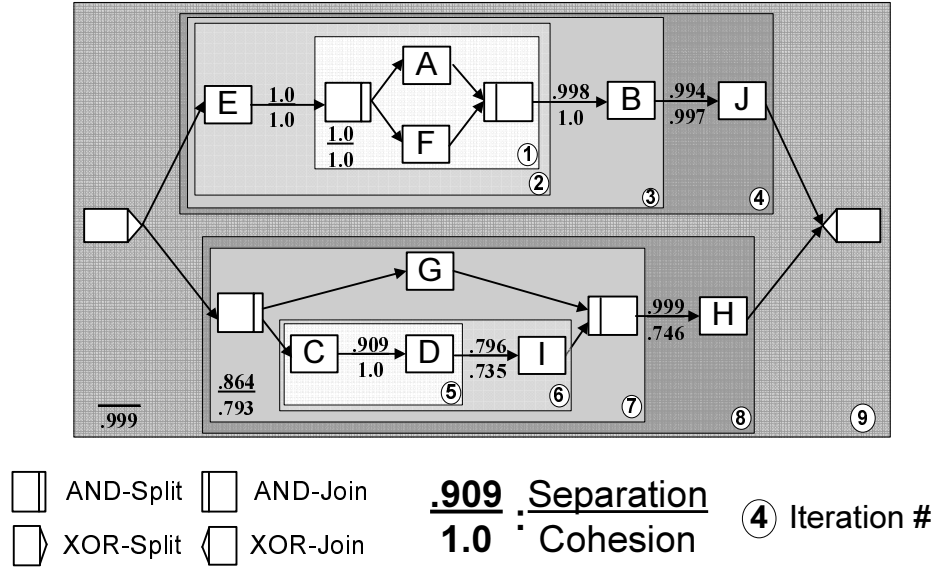 A
E
1.0
1.0
.998
1.0
B
.994
.997
J
1.0
1.0
F
1
2
3
4
G
.999
.746
H
C
.909
1.0
D
.796
.735
I
.864
.793
5
6
7
8
9
.999
AND-Split
AND-Join
XOR-Split
XOR-Join
.909
1.0
:
Separation
Cohesion
4 Iteration #